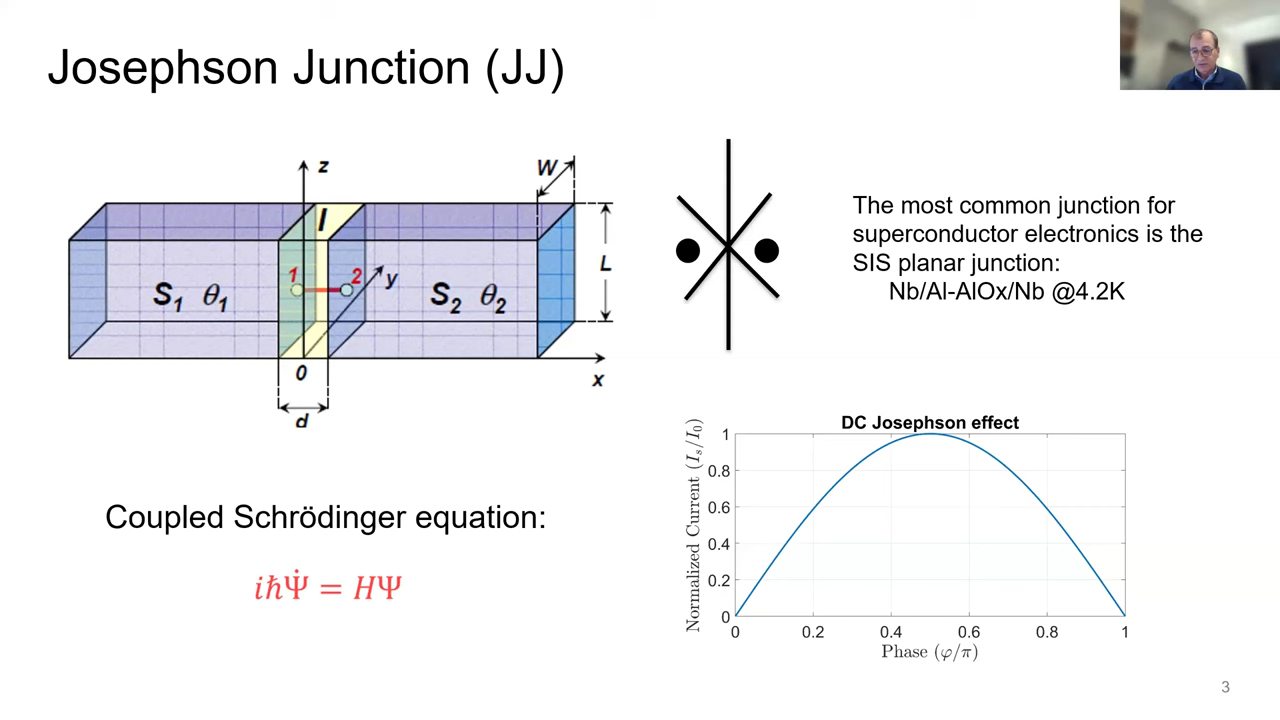 Josephson Junction (JJ)
z
W
I
1
2
y
L
S1 θ1
S2 θ2
0
x
d
The most common junction for
superconductor electronics is the
SIS planar junction:
Nb/Al-AlOx/Nb @4.2K
Coupled Schrödinger equation:
iħΨ̇ = HΨ
DC Josephson effect
Normalized Current (Is/I0)
1
0.8
0.6
0.4
0.2
0
0 0.2 0.4 0.6 0.8 1
Phase (φ/π)
3